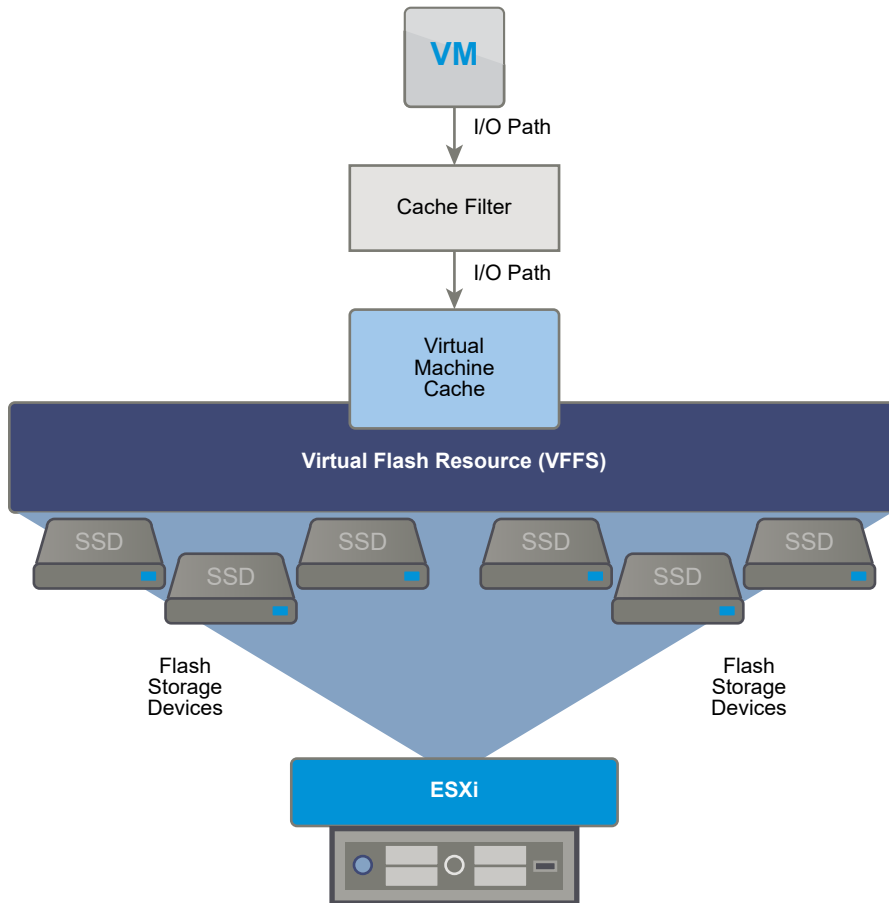 VM
I/O Path
Cache Filter
I/O Path
Virtual
Machine
Cache
Virtual Flash Resource (VFFS)
SSD
SSD
SSD
SSD
SSD
SSD
Flash
Storage
Devices
Flash
Storage
Devices
ESXi